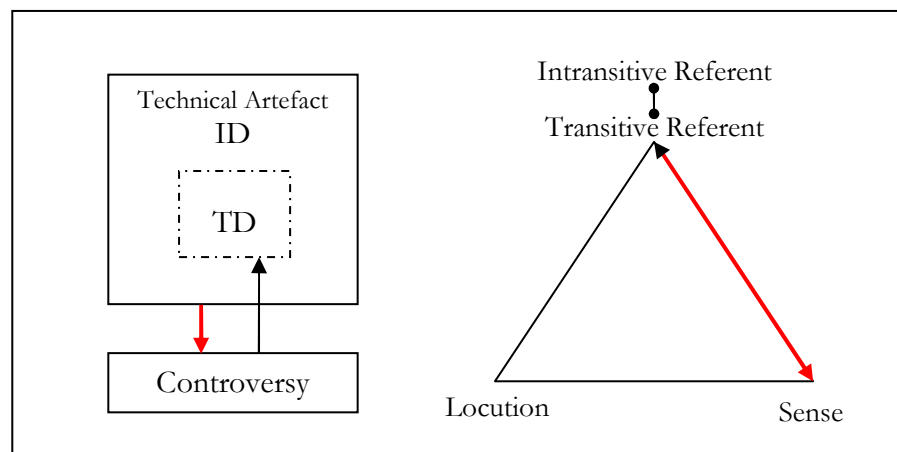 Technical Artefact
ID
TD
Controversy
Intransitive Referent
Transitive Referent
Locution
Sense